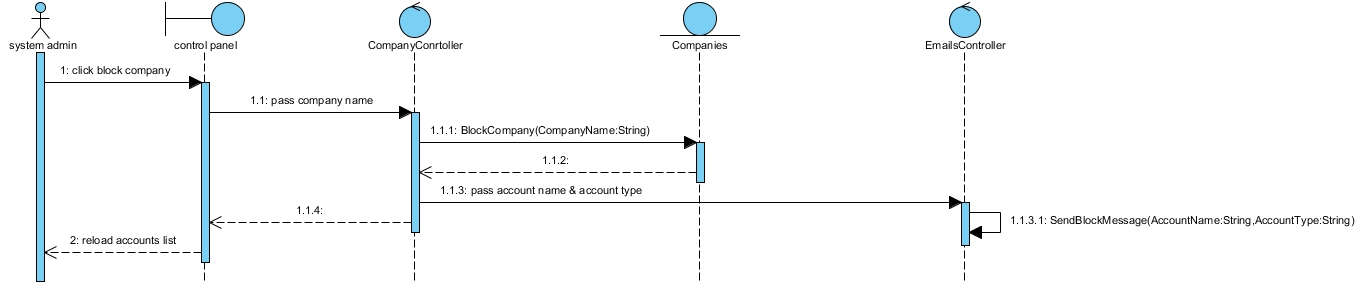 system admin
control panel
CompanyConrtoller
Companies
EmailsController
1: click block company
1.1: pass company name
1.1.1: BlockCompany(CompanyName:String)
1.1.2:
1.1.3: pass account name & account type
1.1.4:
1.1.3.1: SendBlockMessage(AccountName:String,AccountType:String)
2: reload accounts list